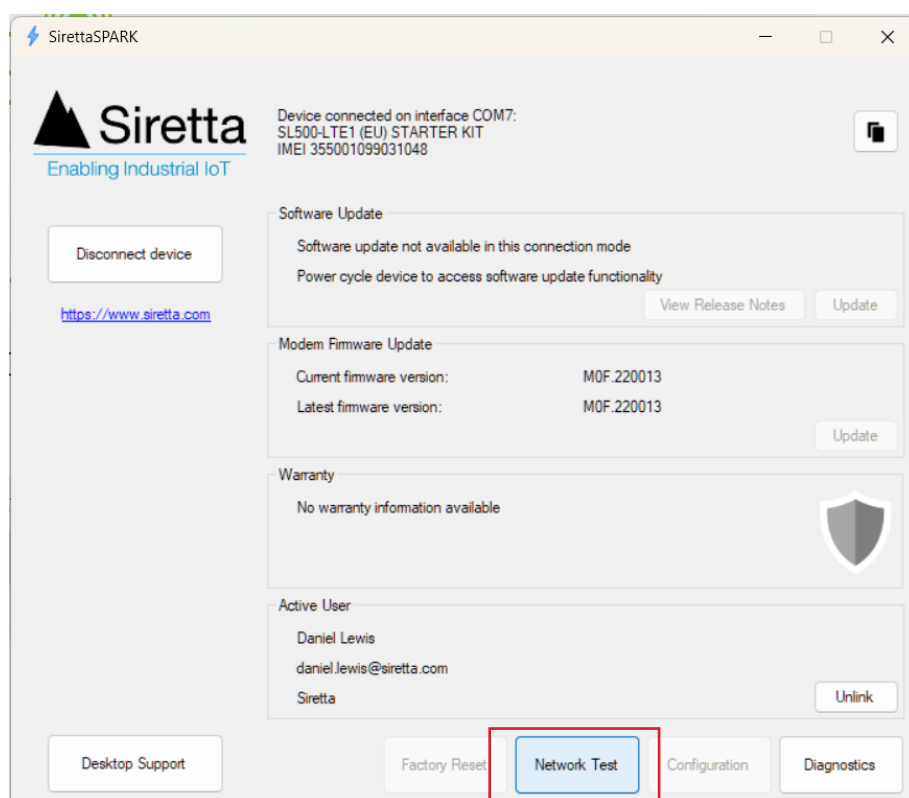 SirettaSPARK
Siretta
Enabling Industrial IoT
Device connected on interface COM7:
SL500-LTE1 (EU) STARTER KIT
IMEI 355001099031048
Disconnect device
https://www.siretta.com
Software Update
Software update not available in this connection mode
Power cycle device to access software update functionality
View Release Notes
Update
Modem Firmware Update
Current firmware version: M0F.220013
Latest firmware version: M0F.220013
Update
Warranty
No warranty information available
Active User
Daniel Lewis
daniel.lewis@siretta.com
Siretta
Unlink
Desktop Support
Factory Reset
Network Test
Configuration
Diagnostics